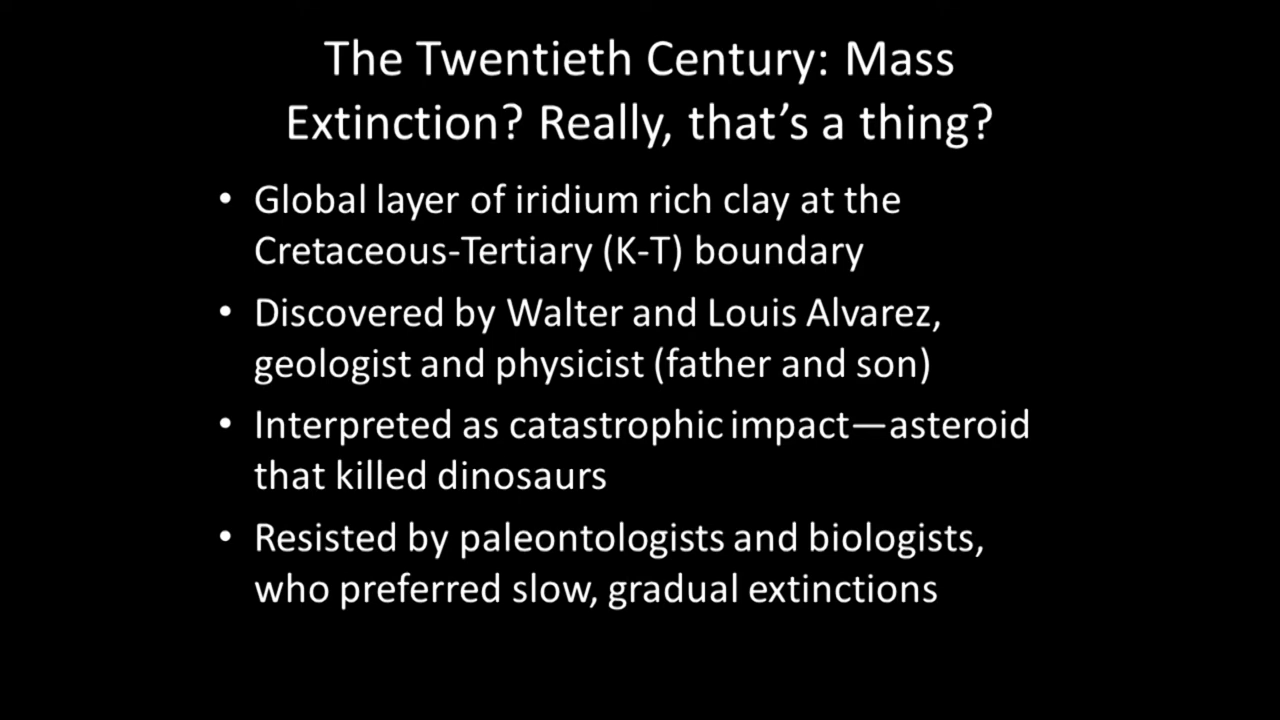 The Twentieth Century: Mass
Extinction? Really, that’s a thing?
• Global layer of iridium rich clay at the
Cretaceous-Tertiary (K-T) boundary
• Discovered by Walter and Louis Alvarez,
geologist and physicist (father and son)
• Interpreted as catastrophic impact—asteroid
that killed dinosaurs
• Resisted by paleontologists and biologists,
who preferred slow, gradual extinctions